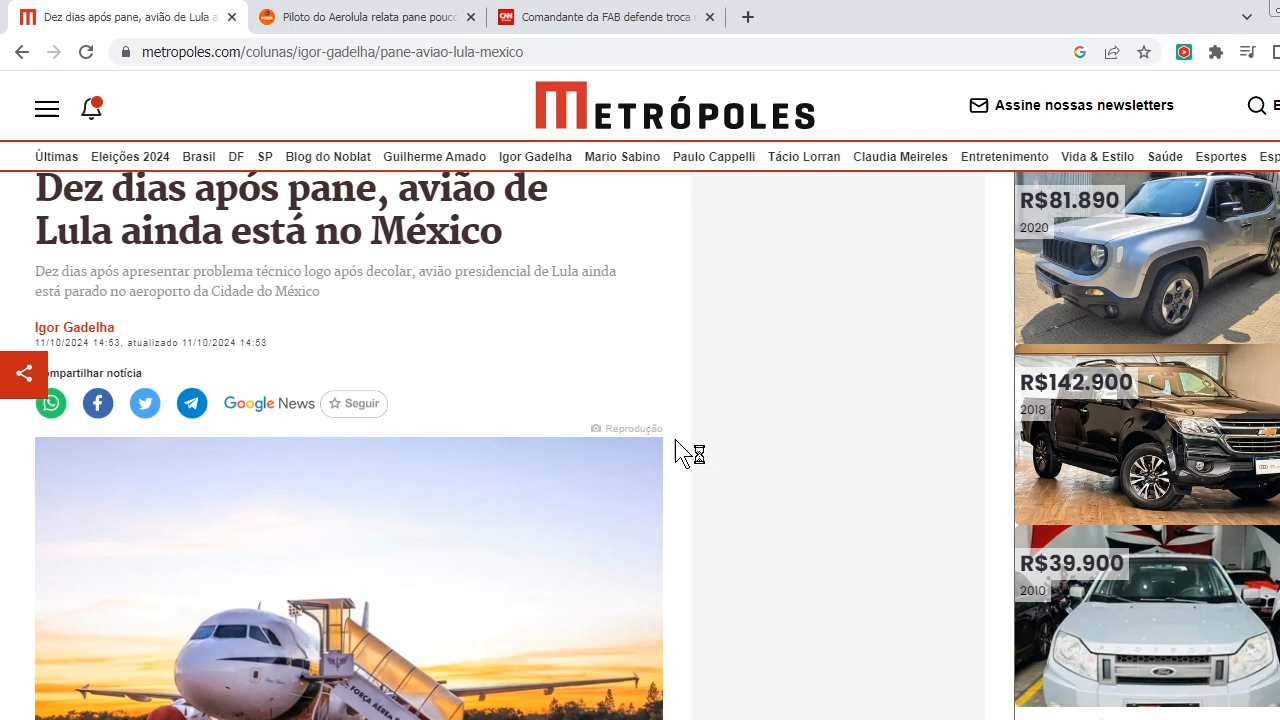 Dez dias após pane, avião de Lula a
Piloto do Aerolula relata pane pouco
CNN
Comandante da FAB defende troca
metropoles.com/colunas/igor-gadelha/pane-aviao-lula-mexico
METRÓPOLES
Assine nossas newsletters
Últimas Eleições 2024 Brasil DF SP Blog do Noblat Guilherme Amado Igor Gadelha Mario Sabino Paulo Cappelli Tácio Lorran Claudia Meireles Entretenimento Vida & Estilo Saúde Esportes Esp
Dez dias após pane, avião de
Lula ainda está no México
Dez dias após apresentar problema técnico logo após decolar, avião presidencial de Lula ainda
está parado no aeroporto da Cidade do México
Igor Gadelha
11/10/2024 14:53, atualizado 11/10/2024 14:53
ompartilhar notícia
Google News Seguir
Reprodução
FORÇA AÉREA
R$81.890
2020
R$142.900
2018
R$39.900
2010